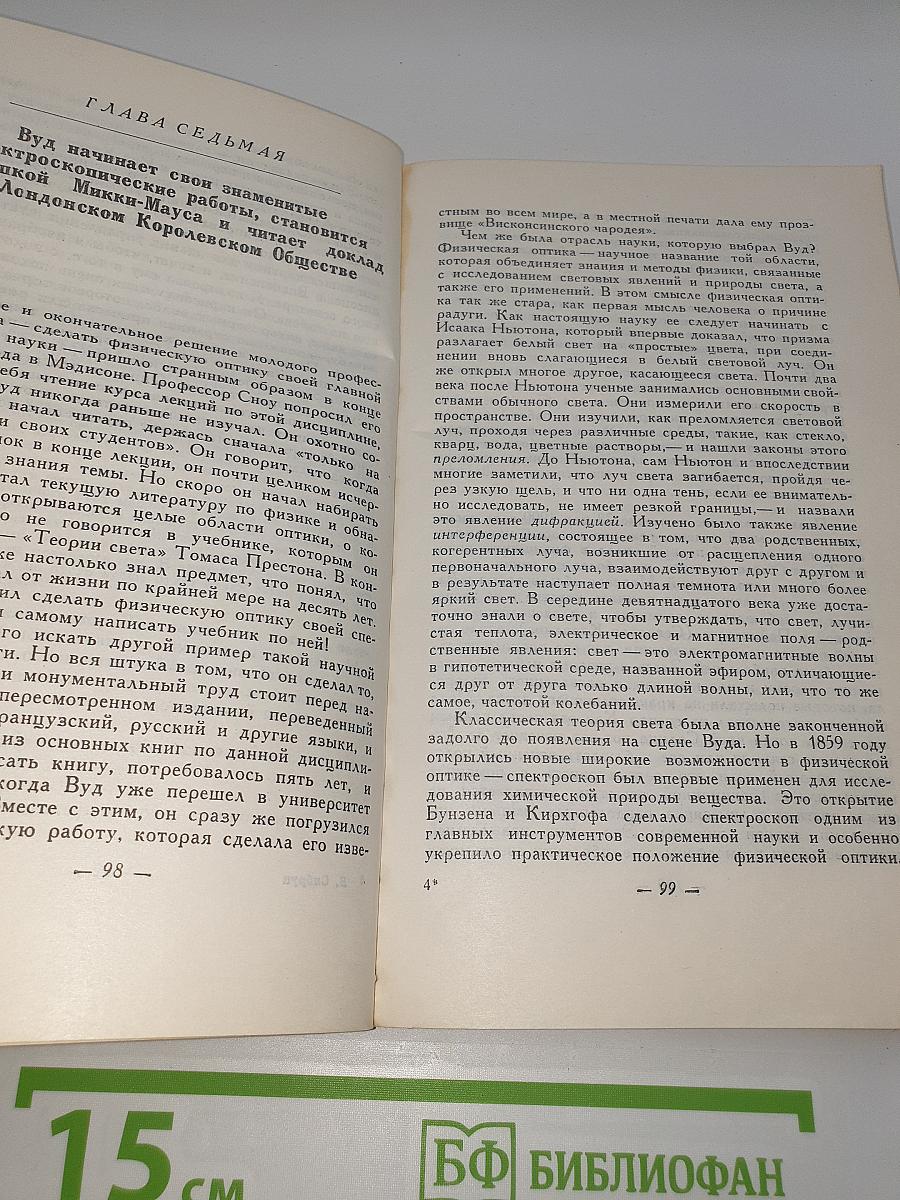 ГЛАВА СЕДЬМАЯ
Вуд начинает свои знаменитые
ктроскопические работы, становится
шкой Микки-Мауса и читает доклад
Лондонском Королевском Обществе
е и окончательное решение молодого профес-
а — сделать физическую оптику своей главной
науки — пришло странным образом в конце
да в Мэдисоне. Профессор Сноу попросил его
ебя чтение курса лекций по этой дисциплине,
уд никогда раньше не изучал. Он охотно со-
начал читать, держась сначала «только на
и своих студентов». Он говорит, что когда
нок в конце лекции, он почти целиком исчер-
знания темы. Но скоро он начал набирать
тал текущую литературу по физике и обна-
открываются целые области оптики, о ко-
о не говорится в учебнике, которым он
— «Теории света» Томаса Престона. В кон-
ке настолько знал предмет, что понял, что
ал от жизни по крайней мере на десять лет.
ил сделать физическую оптику своей спе-
и самому написать учебник по ней!
го искать другой пример такой научной
ти. Но вся штука в том, что он сделал то,
и монументальный труд стоит перед на-
пересмотренном издании, переведенный
ранцузский, русский и другие языки, и
из основных книг по данной дисципли-
сать книгу, потребовалось пять лет, и
когда Вуд уже перешел в университет
Вместе с этим, он сразу же погрузился
кую работу, которая сделала его изве-
— 98 —
стным во всем мире, а в местной печати дала ему проз-
вище «Висконсинского чародея».
Чем же была отрасль науки, которую выбрал Вуд?
Физическая оптика — научное название той области,
которая объединяет знания и методы физики, связанные
с исследованием световых явлений и природы света, а
также его применений. В этом смысле физическая опти-
ка так же стара, как первая мысль человека о причине
радуги. Как настоящую науку ее следует начинать с
Исаака Ньютона, который впервые доказал, что призма
разлагает белый свет на «простые» цвета, при соеди-
нении вновь слагающиеся в белый световой луч. Он
же открыл многое другое, касающееся света. Почти два
века после Ньютона ученые занимались основными свой-
ствами обычного света. Они измерили его скорость в
пространстве. Они изучили, как преломляется световой
луч, проходя через различные среды, такие, как стекло,
кварц, вода, цветные растворы,— и нашли законы этого
преломления. До Ньютона, сам Ньютон и впоследствии
многие заметили, что луч света загибается, пройдя че-
рез узкую щель, и что ни одна тень, если ее вниматель-
но исследовать, не имеет резкой границы,— и назвали
это явление дифракцией. Изучено было также явление
интерференции, состоящее в том, что два родственных,
когерентных луча, возникшие от расщепления одного
первоначального луча, взаимодействуют друг с другом и
в результате наступает полная темнота или много более
яркий свет. В середине девятнадцатого века уже доста-
точно знали о свете, чтобы утверждать, что свет, лучи-
стая теплота, электрическое и магнитное поля — род-
ственные явления: свет — это электромагнитные волны
в гипотетической среде, названной эфиром, отличающие-
ся друг от друга только длиной волны, или, что то же
самое, частотой колебаний.
Классическая теория света была вполне законченной
задолго до появления на сцене Вуда. Но в 1859 году
открылись новые широкие возможности в физической
оптике — спектроскоп был впервые применен для иссле-
дования химической природы вещества. Это открытие
Бунзена и Кирхгофа сделало спектроскоп одним из
главных инструментов современной науки и особенно
укрепило практическое положение физической оптики.
4*
— 99 —
15 см
БФ БИБЛИОФАН